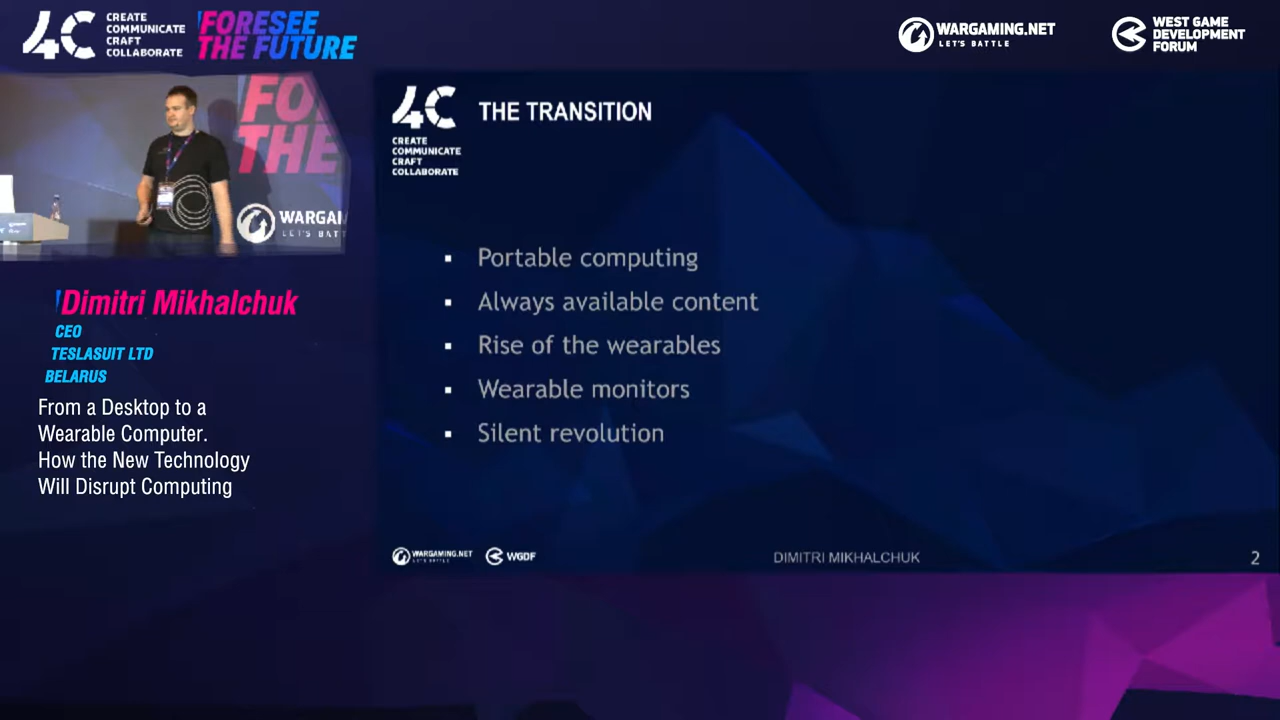 4C
CREATE
COMMUNICATE
CRAFT
COLLABORATE
FORESEE
THE FUTURE
WARGAMING.NET
LET'S BATTLE
WEST GAME
DEVELOPMENT
FORUM
FO
THE
WARGAM
LET'S BATT
Dimitri Mikhalchuk
CEO
TESLASUIT LTD
BELARUS
From a Desktop to a
Wearable Computer.
How the New Technology
Will Disrupt Computing
4C
CREATE
COMMUNICATE
CRAFT
COLLABORATE
THE TRANSITION
▪ Portable computing
▪ Always available content
▪ Rise of the wearables
▪ Wearable monitors
▪ Silent revolution
WARGAMING.NET
LET'S BATTLE
WGDF
DIMITRI MIKHALCHUK
2